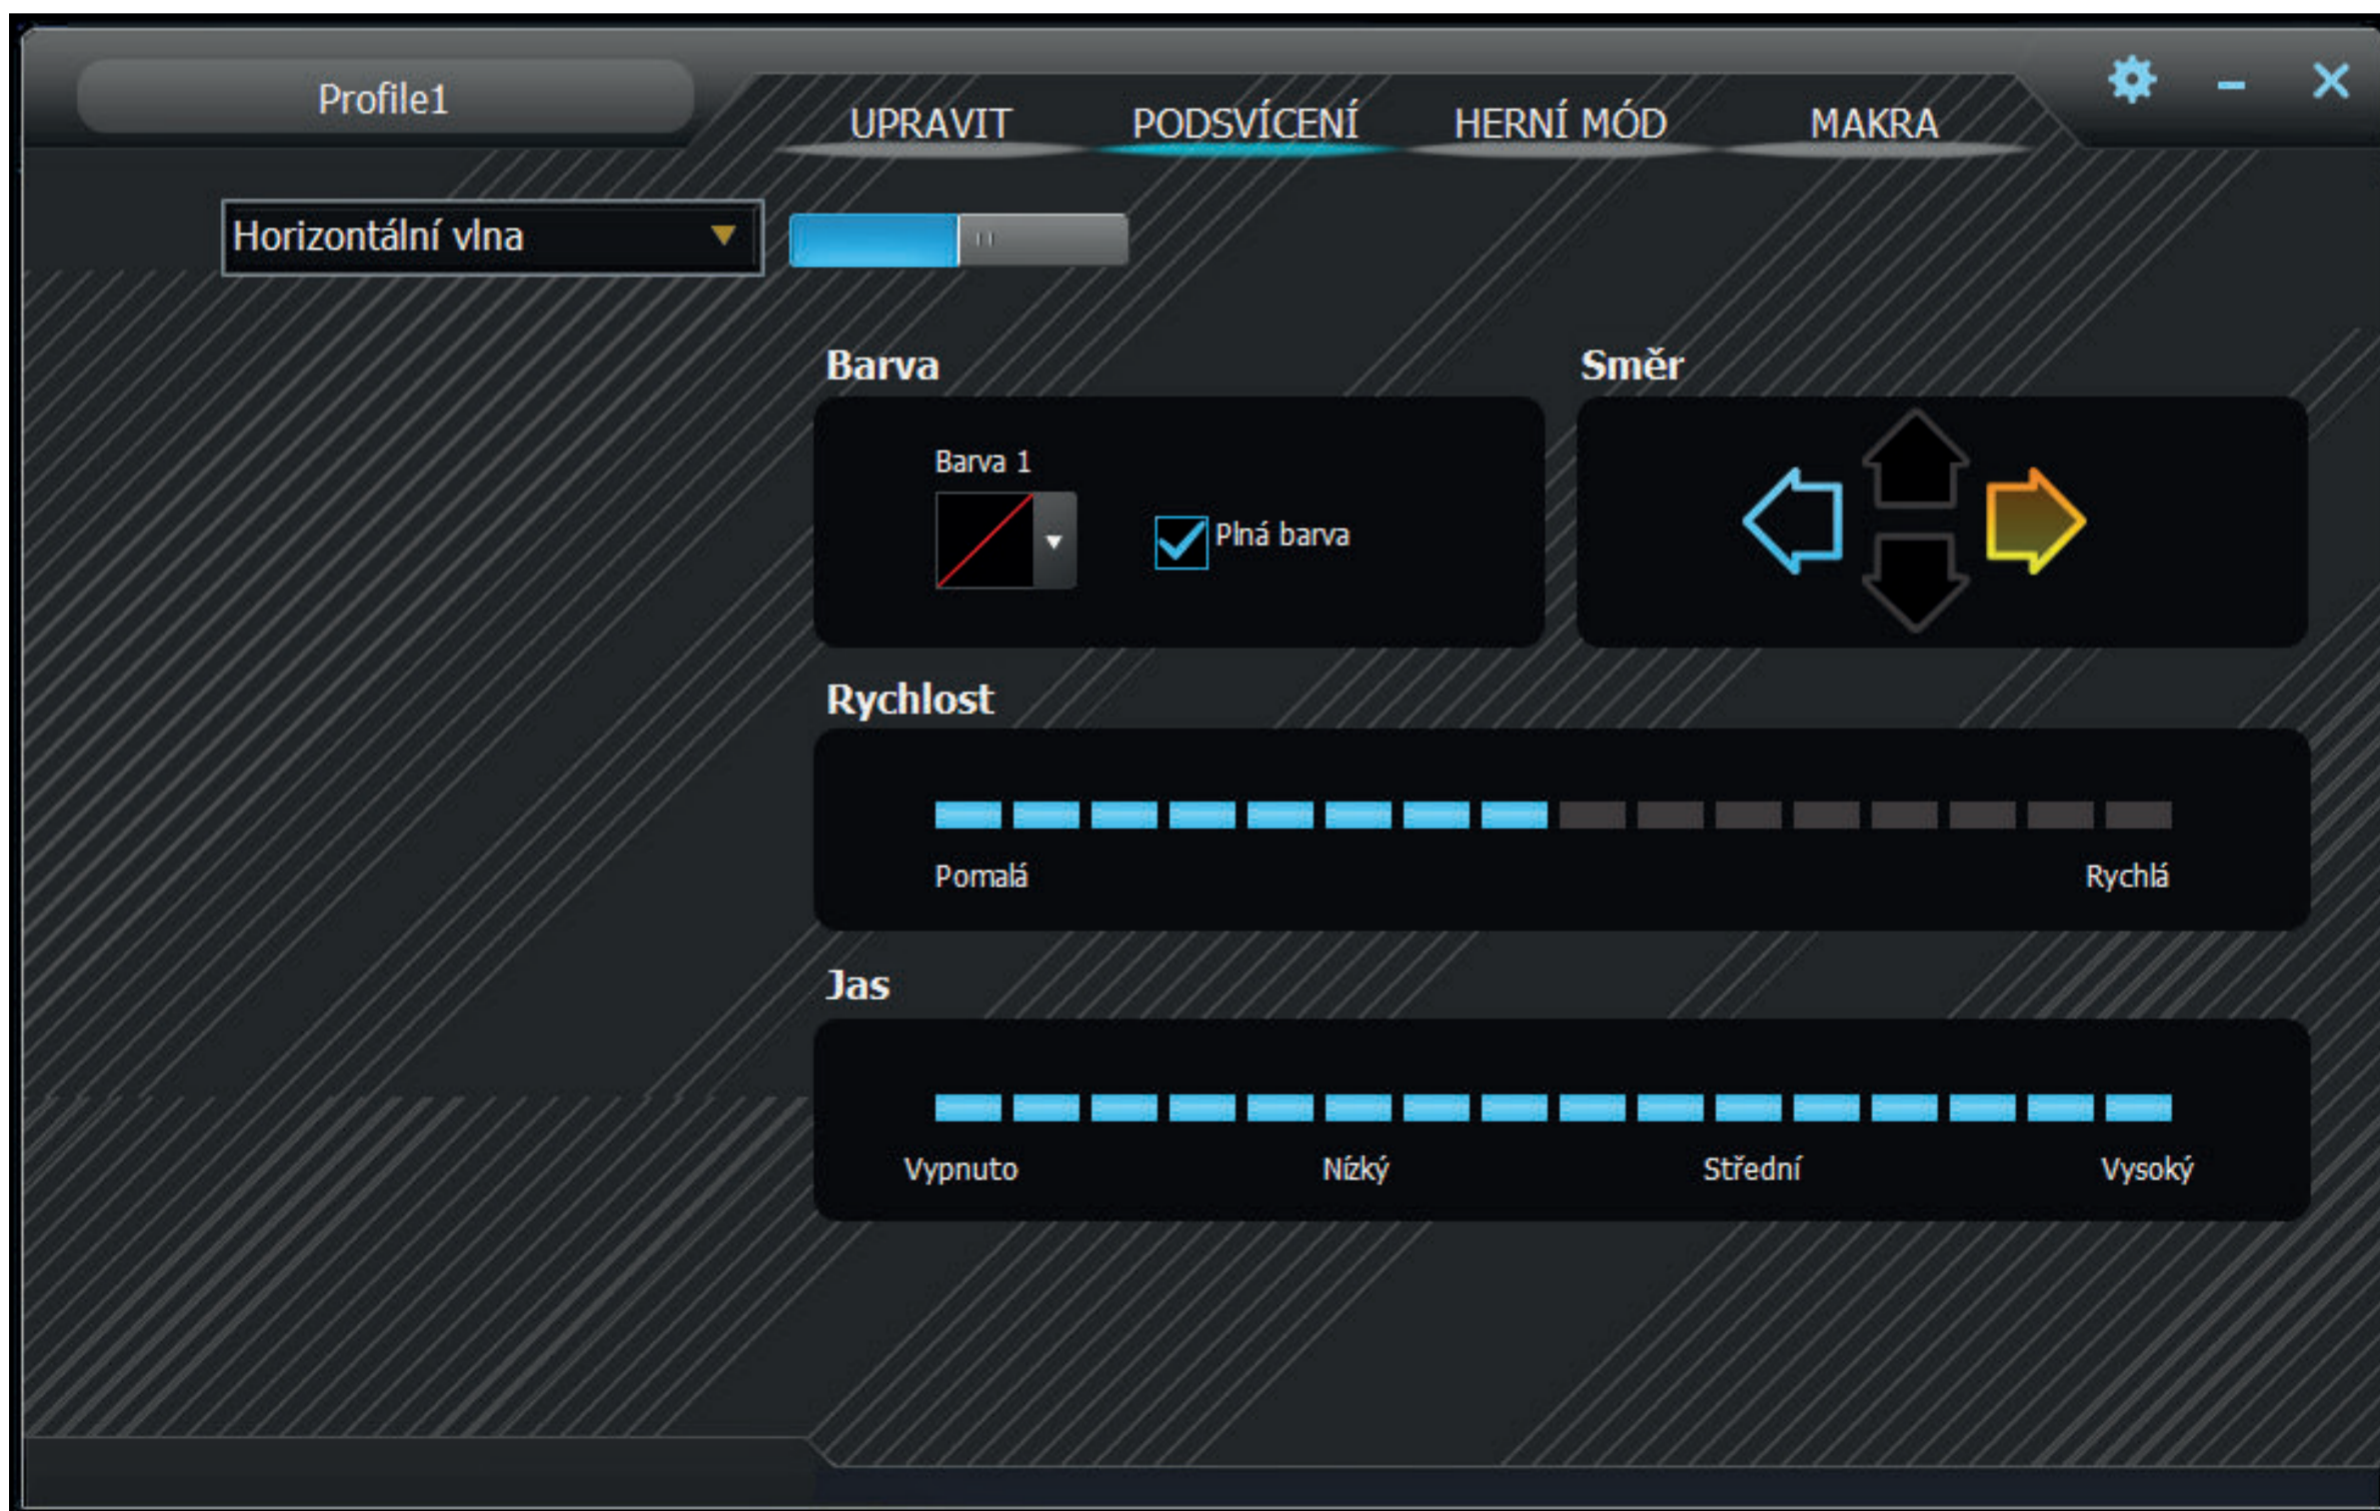 Profile1
UPRAVIT PODSVÍCENÍ HERNÍ MÓD MAKRA
Horizontální vlna
Barva Směr
Barva 1
Plná barva
Rychlost
Pomalá Rychlá
Jas
Vypnuto Nízký Střední Vysoký